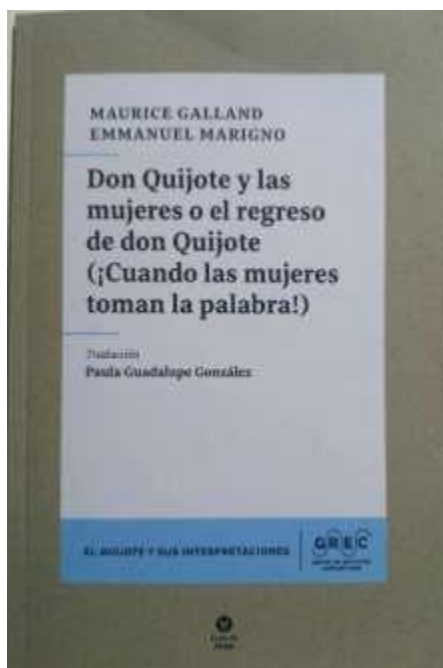 MAURICE GALLAND
EMMANUEL MARIGNO
Don Quijote y las
mujeres o el regreso
de don Quijote
(¡Cuando las mujeres
toman la palabra!)
Traducción
Paula Guadalupe González
EL QUIJOTE Y SUS INTERPRETACIONES
GREC